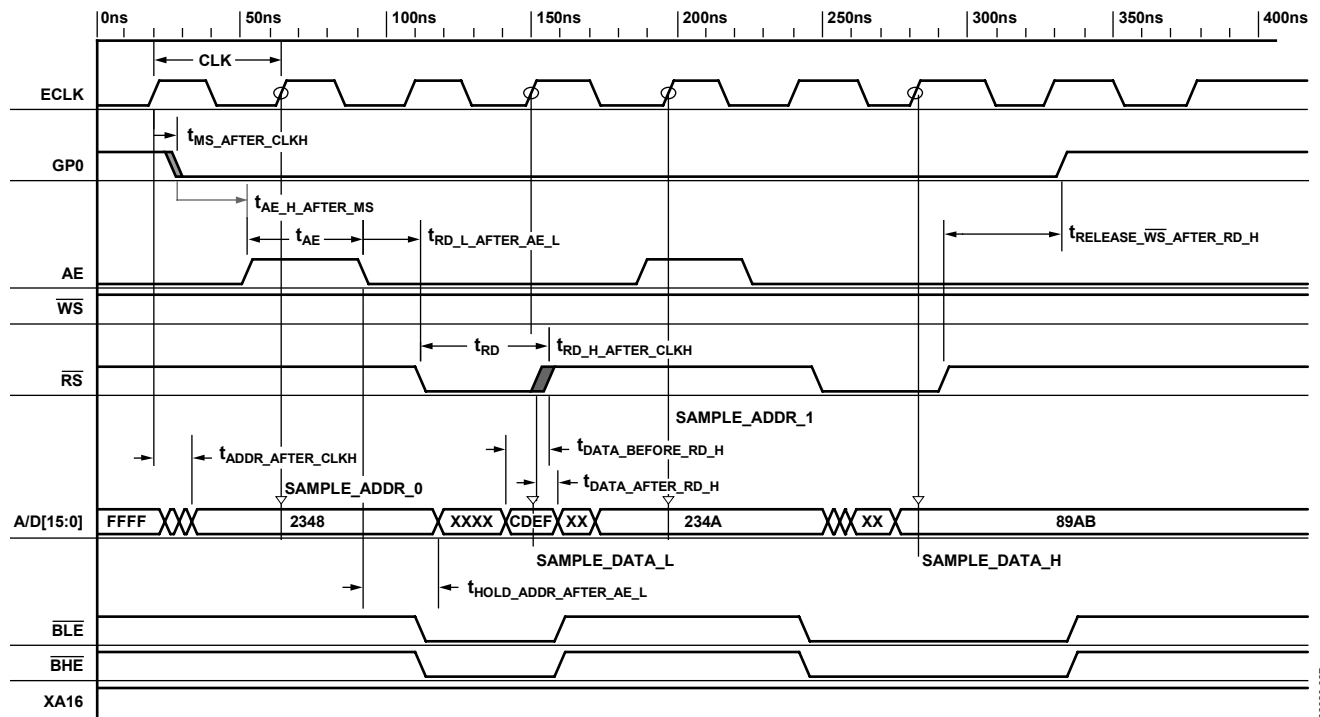 0ns 50ns 100ns 150ns 200ns 250ns 300ns 350ns 400ns
CLK
ECLK
tMS_AFTER_CLKH
GP0
tAE_H_AFTER_MS
tAE tRD_L_AFTER_AE_L tRELEASE_WS_AFTER_RD_H
AE
WS
tRD tRD_H_AFTER_CLKH
RS
SAMPLE_ADDR_1
tADDR_AFTER_CLKH tDATA_BEFORE_RD_H
SAMPLE_ADDR_0 tDATA_AFTER_RD_H
A/D[15:0] FFFF 2348 XXXX CDEF XX 234A XX 89AB
SAMPLE_DATA_L SAMPLE_DATA_H
tHOLD_ADDR_AFTER_AE_L
BLE
BHE
XA16